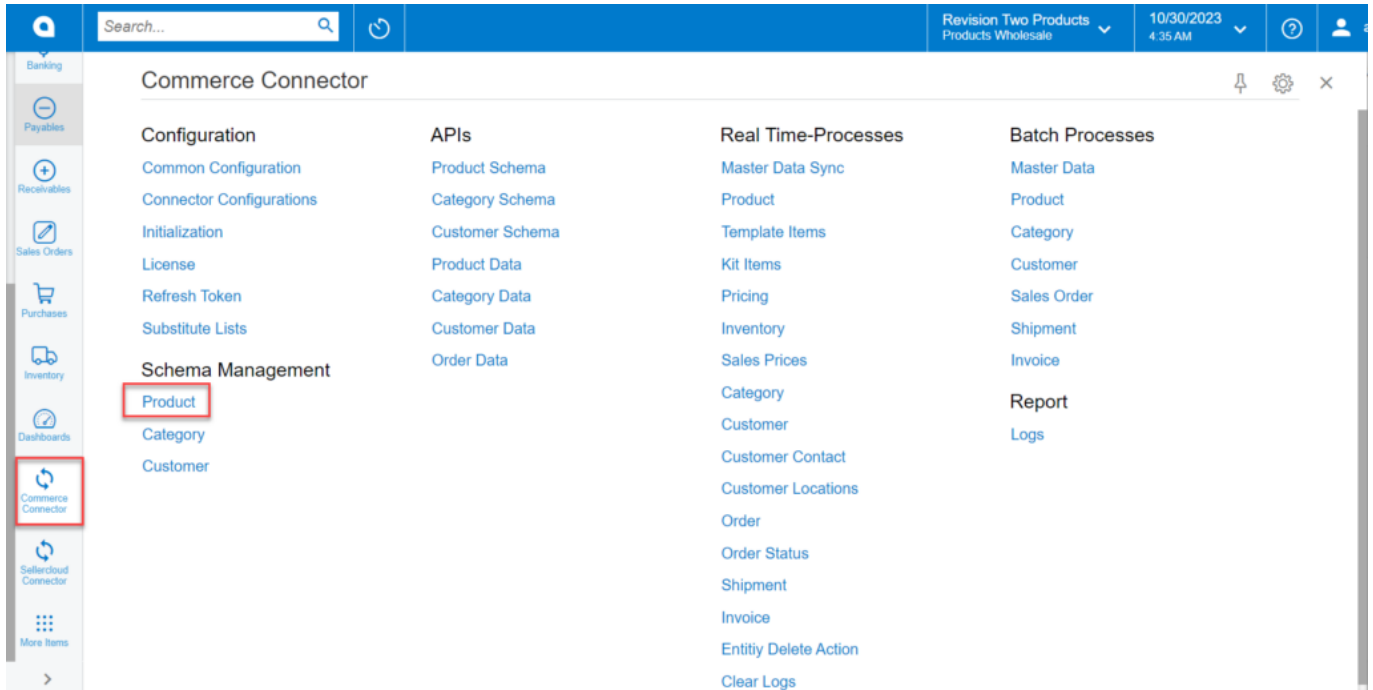 Search...
Revision Two Products
Products Wholesale
10/30/2023
4:35 AM
Banking
Payables
Receivables
Sales Orders
Purchases
Inventory
Dashboards
Commerce
Connector
Sellercloud
Connector
More Items
Commerce Connector
Configuration
Common Configuration
Connector Configurations
Initialization
License
Refresh Token
Substitute Lists
Schema Management
Product
Category
Customer
APIs
Product Schema
Category Schema
Customer Schema
Product Data
Category Data
Customer Data
Order Data
Real Time-Processes
Master Data Sync
Product
Template Items
Kit Items
Pricing
Inventory
Sales Prices
Category
Customer
Customer Contact
Customer Locations
Order
Order Status
Shipment
Invoice
Entitiy Delete Action
Clear Logs
Batch Processes
Master Data
Product
Category
Customer
Sales Order
Shipment
Invoice
Report
Logs